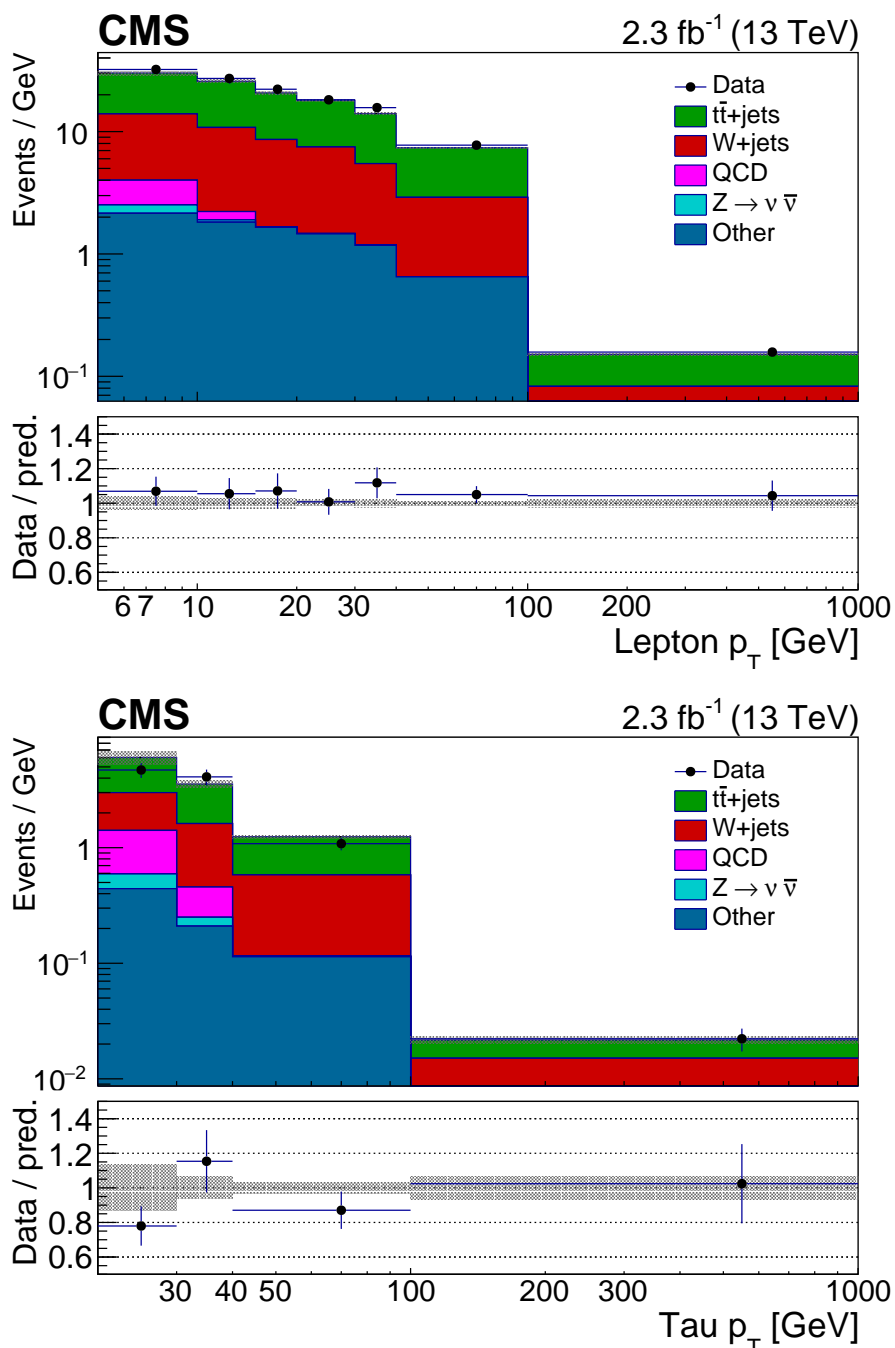 CMS 2.3 fb⁻¹ (13 TeV)
Events / GeV
10
1
10⁻¹
Data
tt̄+jets
W+jets
QCD
Z → ν ν̄
Other
Data / pred.
1.4
1.2
1
0.8
0.6
6 7 10 20 30 100 200 1000
Lepton p_T [GeV]
CMS 2.3 fb⁻¹ (13 TeV)
Events / GeV
1
10⁻¹
10⁻²
Data
tt̄+jets
W+jets
QCD
Z → ν ν̄
Other
Data / pred.
1.4
1.2
1
0.8
0.6
30 40 50 100 200 300 1000
Tau p_T [GeV]